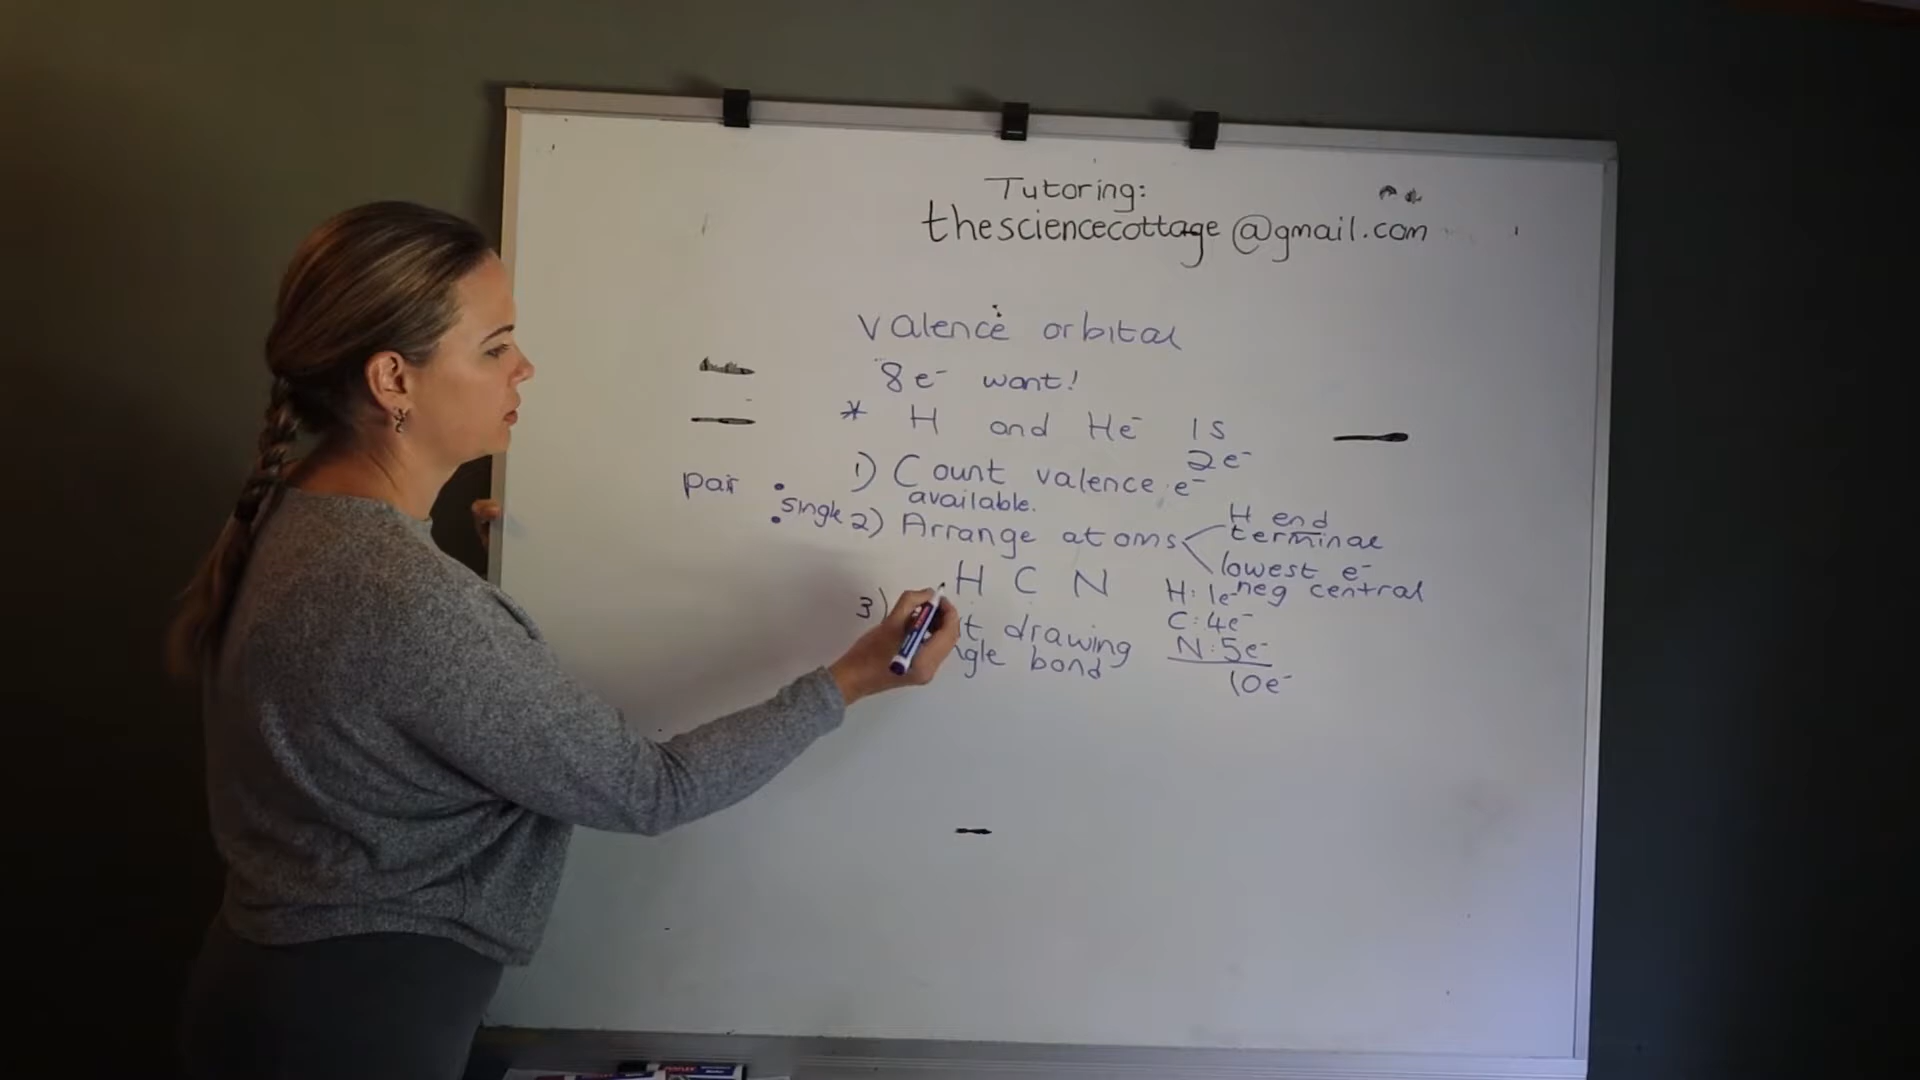 Tutoring:
thesciencecottage@gmail.com
valence orbital
8e⁻ want!
* H and He 1s
2e⁻
pair
single
1) Count valence e⁻
available.
2) Arrange atoms
H end
terminal
lowest e⁻
neg central
H C N
H: 1e⁻
C: 4e⁻
N: 5e⁻
10e⁻
3)
drawing
bond